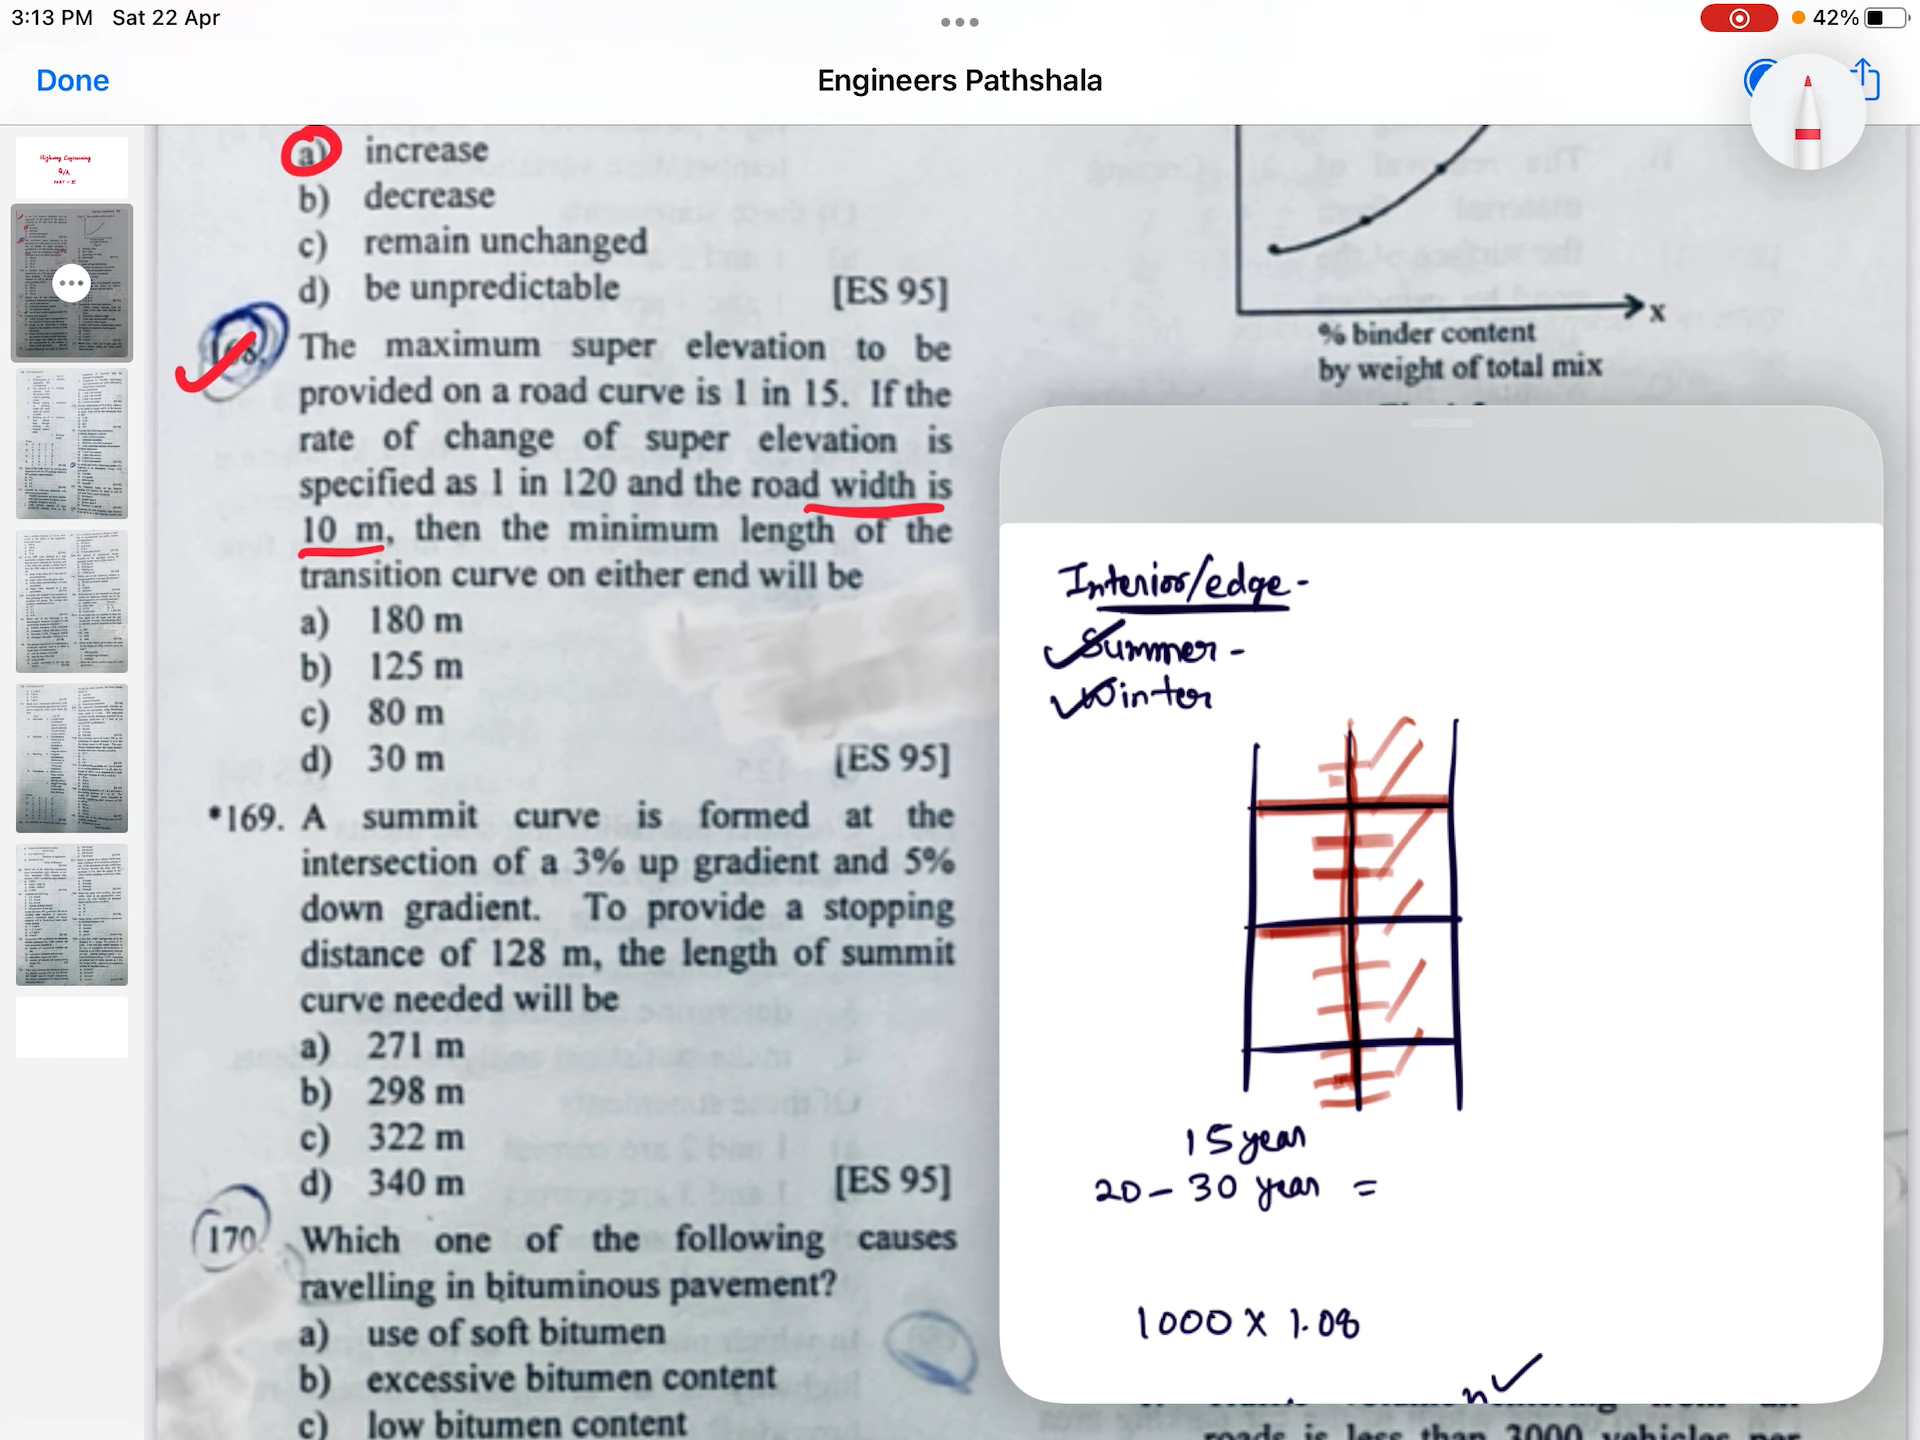 3:13 PM Sat 22 Apr
42%
Done
Engineers Pathshala
a) increase
b) decrease
c) remain unchanged
d) be unpredictable [ES 95]
168. The maximum super elevation to be
provided on a road curve is 1 in 15. If the
rate of change of super elevation is
specified as 1 in 120 and the road width is
10 m, then the minimum length of the
transition curve on either end will be
a) 180 m
b) 125 m
c) 80 m
d) 30 m [ES 95]
*169. A summit curve is formed at the
intersection of a 3% up gradient and 5%
down gradient. To provide a stopping
distance of 128 m, the length of summit
curve needed will be
a) 271 m
b) 298 m
c) 322 m
d) 340 m [ES 95]
170. Which one of the following causes
ravelling in bituminous pavement?
a) use of soft bitumen
b) excessive bitumen content
c) low bitumen content
x
% binder content
by weight of total mix
Interior/edge -
Summer -
Winter
15 year
20 - 30 year =
1000 x 1.08
n
roads is less than 3000 vehicles per